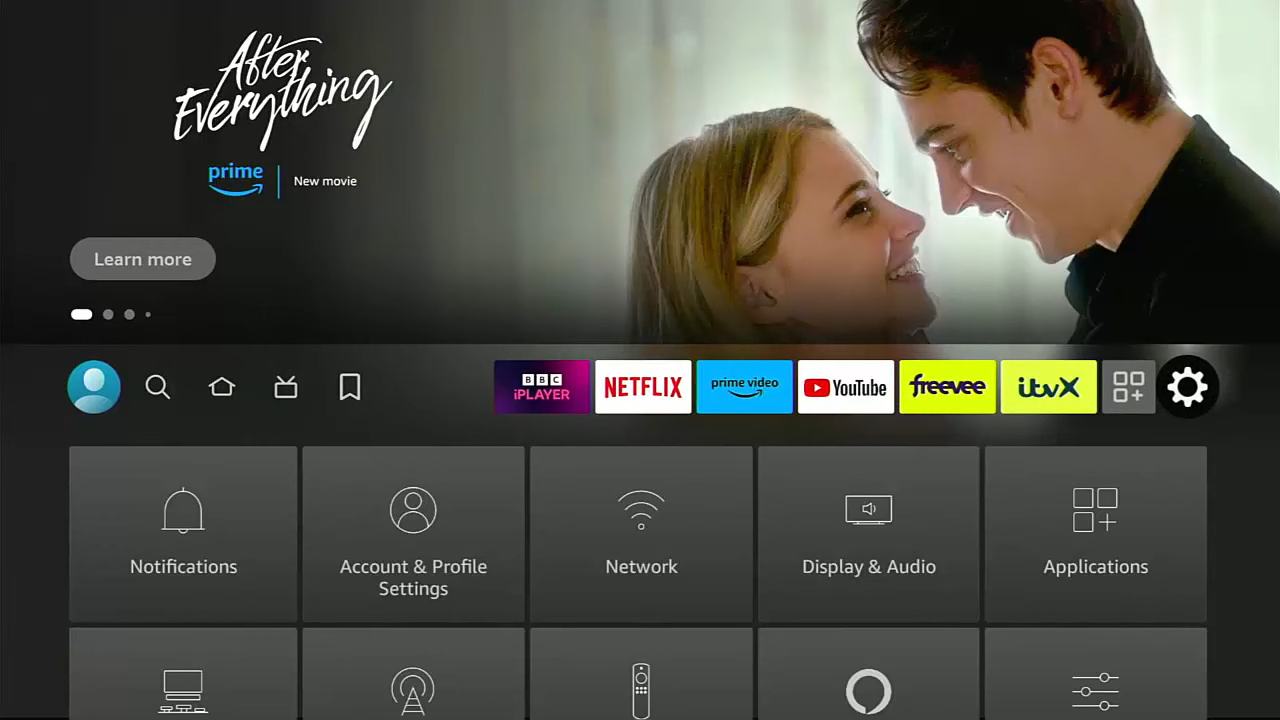 After
Everything
prime
New movie
Learn more
BBC
iPLAYER
NETFLIX
prime video
YouTube
freevee
itvX
Notifications
Account & Profile
Settings
Network
Display & Audio
Applications